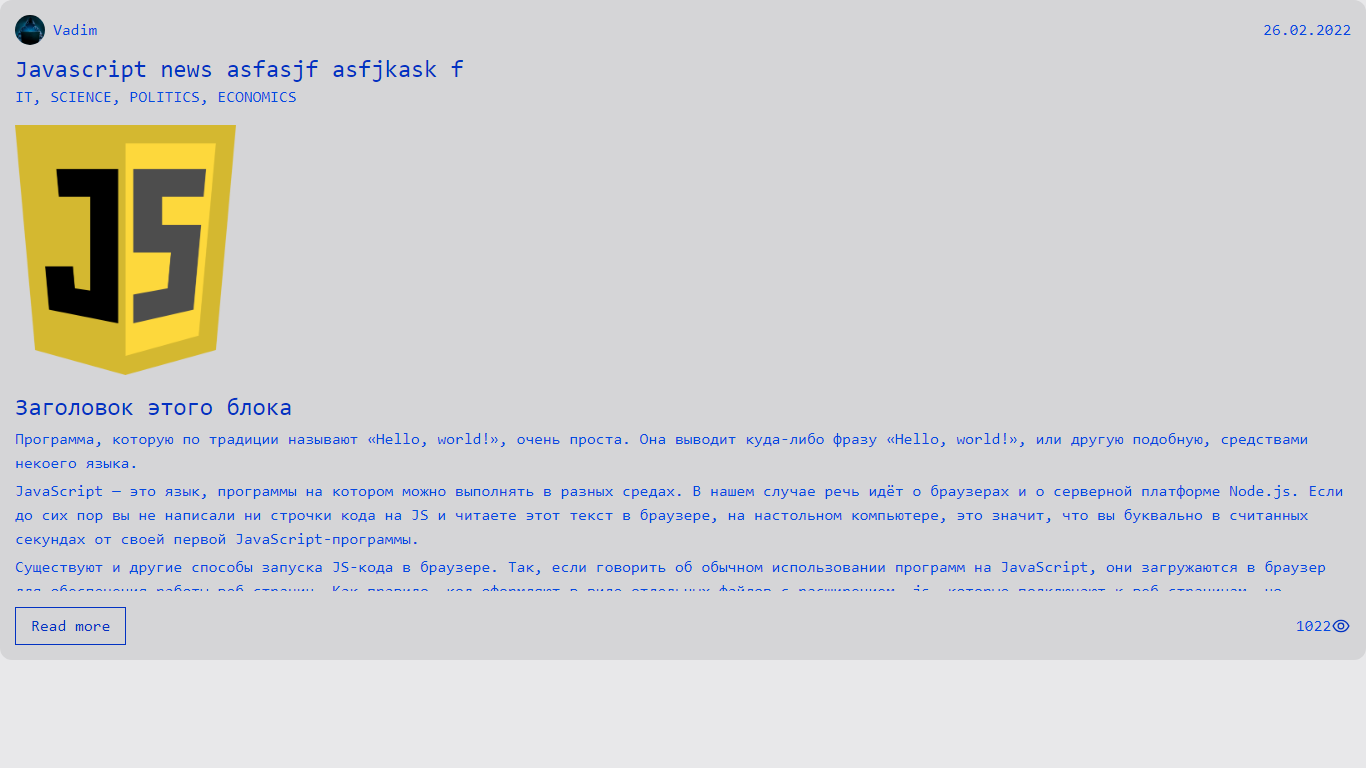 Vadim 26.02.2022
Javascript news asfasjf asfjkask f
IT, SCIENCE, POLITICS, ECONOMICS
JS
Заголовок этого блока
Программа, которую по традиции называют «Hello, world!», очень проста. Она выводит куда-либо фразу «Hello, world!», или другую подобную, средствами
некоего языка.
JavaScript — это язык, программы на котором можно выполнять в разных средах. В нашем случае речь идёт о браузерах и о серверной платформе Node.js. Если
до сих пор вы не написали ни строчки кода на JS и читаете этот текст в браузере, на настольном компьютере, это значит, что вы буквально в считанных
секундах от своей первой JavaScript-программы.
Существуют и другие способы запуска JS-кода в браузере. Так, если говорить об обычном использовании программ на JavaScript, они загружаются в браузер
Read more 1022